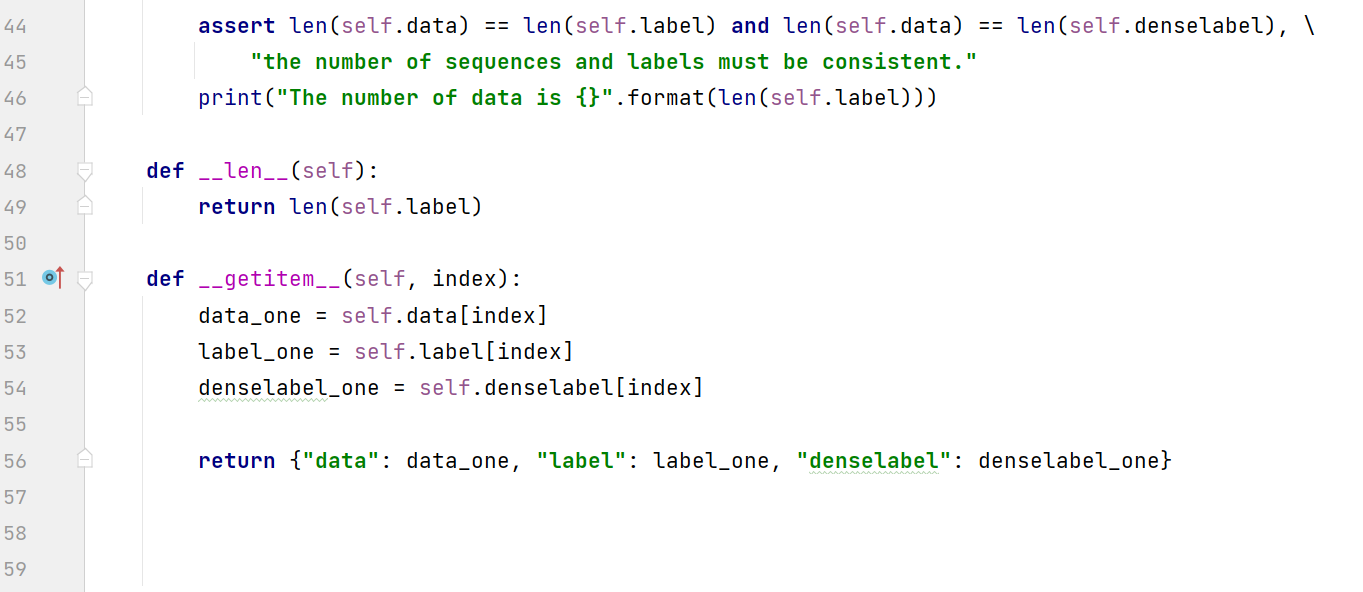 44 assert len(self.data) == len(self.label) and len(self.data) == len(self.denselabel), \
45 "the number of sequences and labels must be consistent."
46 print("The number of data is {}".format(len(self.label)))
47
48 def __len__(self):
49 return len(self.label)
50
51 def __getitem__(self, index):
52 data_one = self.data[index]
53 label_one = self.label[index]
54 denselabel_one = self.denselabel[index]
55
56 return {"data": data_one, "label": label_one, "denselabel": denselabel_one}
57
58
59